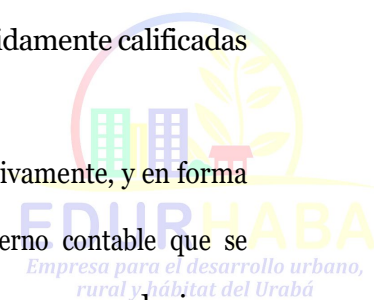 idamente calificadas
ivamente, y en forma
EDURHABA
erno contable que se
Empresa para el desarrollo urbano,
rural y hábitat del Urabá